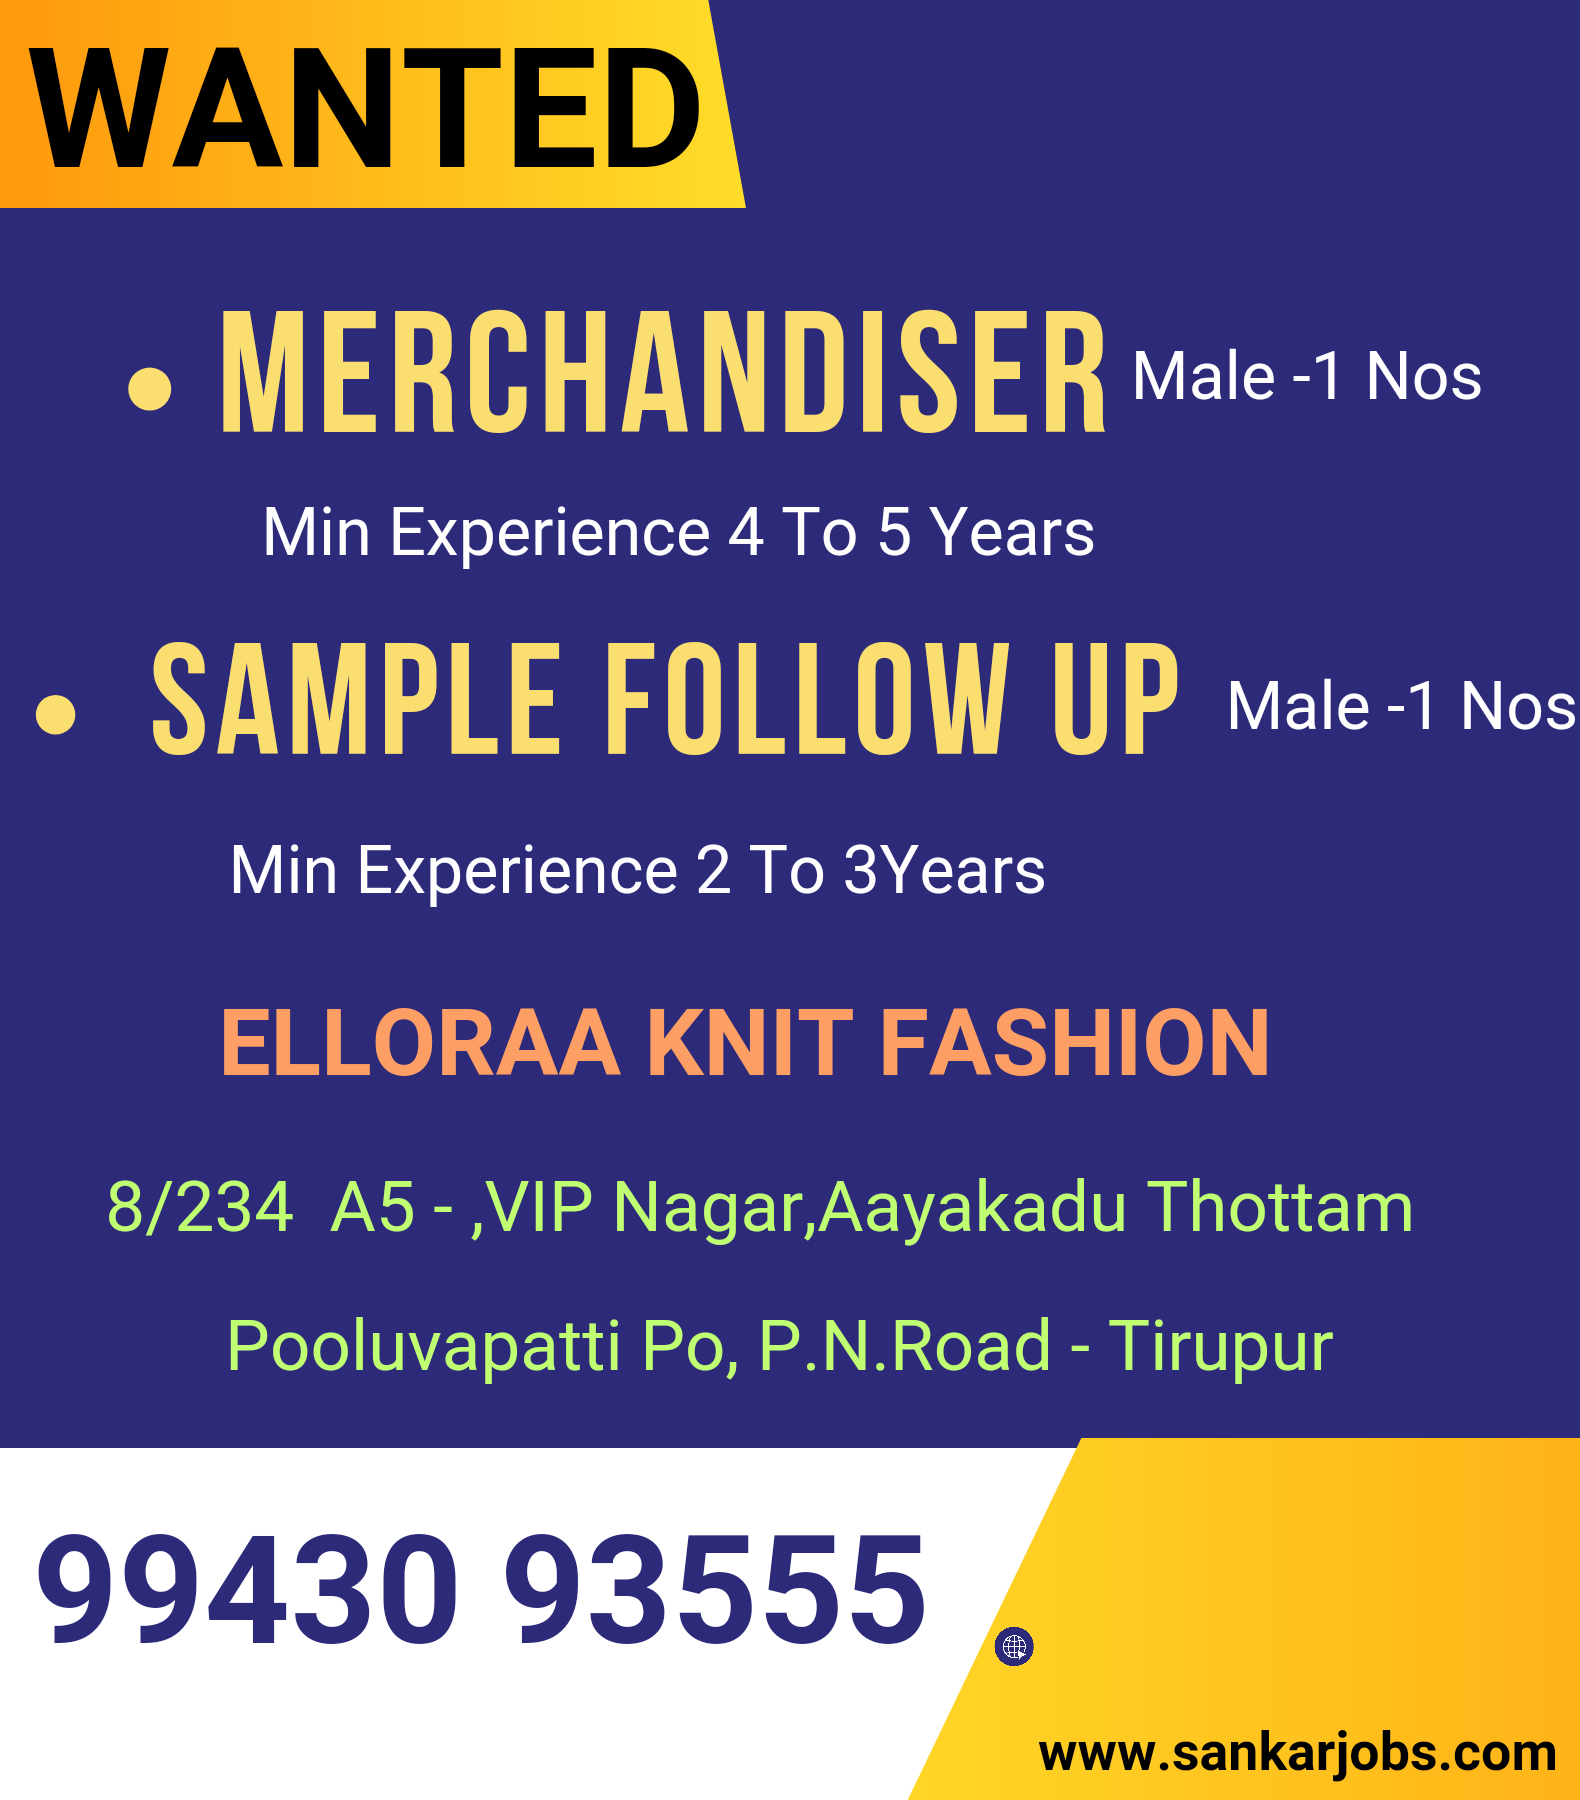 WANTED
• MERCHANDISER Male -1 Nos
Min Experience 4 To 5 Years
• SAMPLE FOLLOW UP Male -1 Nos
Min Experience 2 To 3Years
ELLORAA KNIT FASHION
8/234  A5 - ,VIP Nagar,Aayakadu Thottam
Pooluvapatti Po, P.N.Road - Tirupur
99430 93555
www.sankarjobs.com